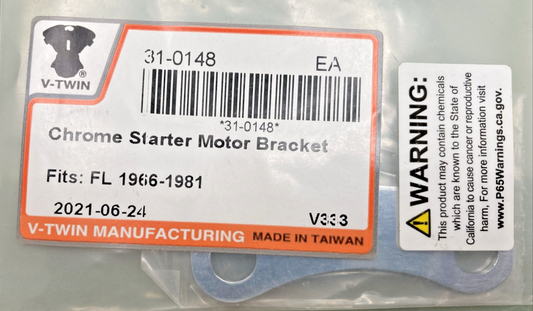 V-TWIN
®
31-0148 EA
*31-0148*
Chrome Starter Motor Bracket
Fits: FL 1966-1981
2021-06-24 V333
V-TWIN MANUFACTURING MADE IN TAIWAN
WARNING:
This product may contain chemicals
which are known to the State of
California to cause cancer or reproductive
harm, For more information visit
www.P65Warnings.ca.gov.